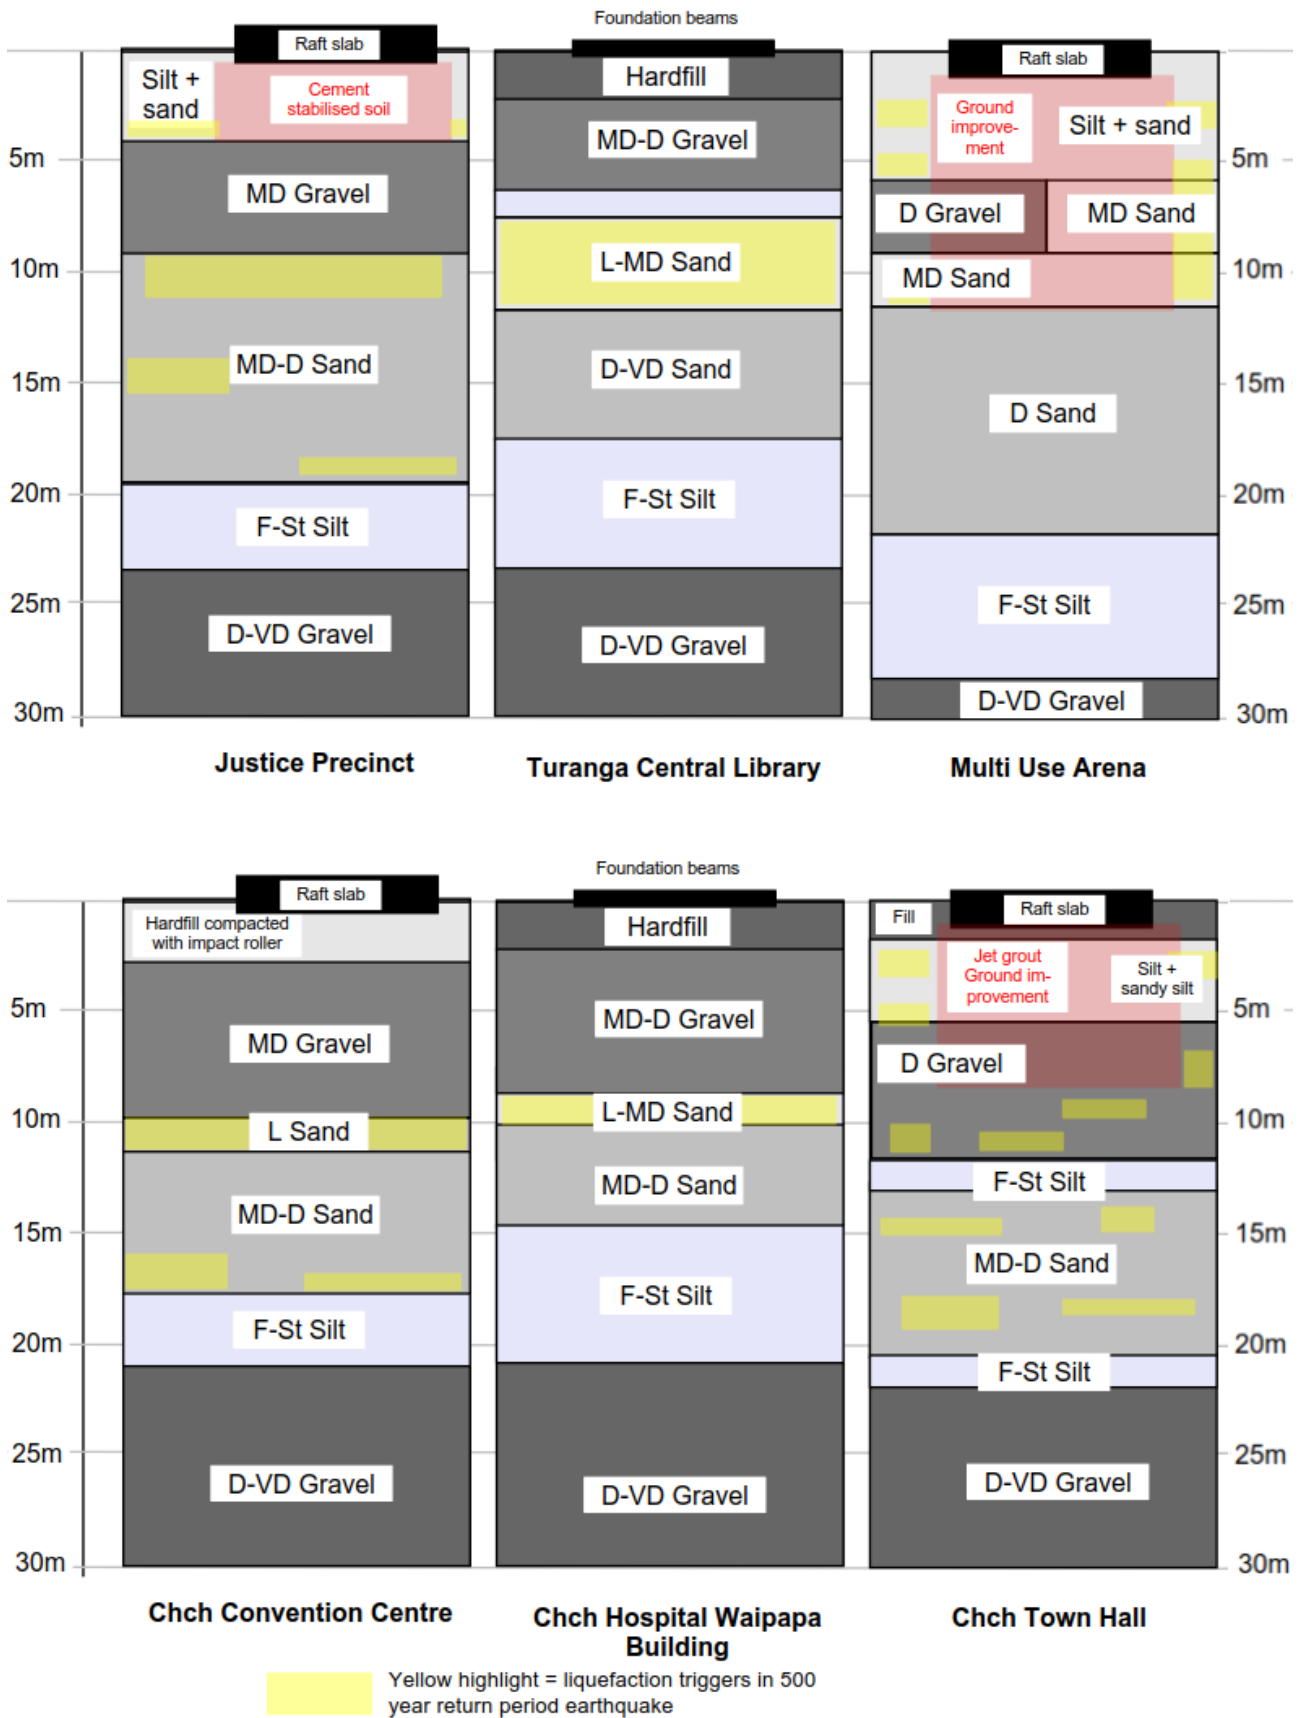 Foundation beams
Raft slab
Raft slab
Silt +
sand
Cement
stabilised soil
Hardfill
Ground
improve-
ment
Silt + sand
MD-D Gravel
5m
5m
MD Gravel
D Gravel
MD Sand
L-MD Sand
10m
10m
MD Sand
MD-D Sand
D-VD Sand
15m
15m
D Sand
20m
20m
F-St Silt
F-St Silt
25m
25m
F-St Silt
D-VD Gravel
D-VD Gravel
D-VD Gravel
30m
30m
Justice Precinct
Turanga Central Library
Multi Use Arena
Foundation beams
Raft slab
Raft slab
Hardfill compacted
with impact roller
Hardfill
Fill
Jet grout
Ground im-
provement
Silt +
sandy silt
5m
5m
MD Gravel
MD-D Gravel
D Gravel
10m
10m
L Sand
L-MD Sand
MD-D Sand
MD-D Sand
F-St Silt
15m
15m
MD-D Sand
F-St Silt
F-St Silt
20m
20m
F-St Silt
25m
25m
D-VD Gravel
D-VD Gravel
D-VD Gravel
30m
30m
Chch Convention Centre
Chch Hospital Waipapa
Building
Chch Town Hall
Yellow highlight = liquefaction triggers in 500
year return period earthquake